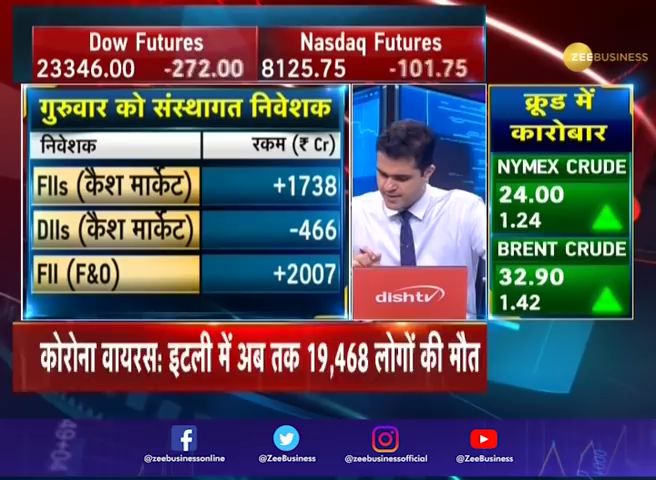 Dow Futures
23346.00 -272.00
Nasdaq Futures
8125.75 -101.75
ZEEBUSINESS
गुरुवार को संस्थागत निवेशक
निवेशक रकम (₹ Cr)
FIIs (कैश मार्केट) +1738
DIIs (कैश मार्केट) -466
FII (F&O) +2007
dishtv
क्रूड में
कारोबार
NYMEX CRUDE
24.00
1.24
BRENT CRUDE
32.90
1.42
कोरोना वायरस: इटली में अब तक 19,468 लोगों की मौत
@zeebusinessonline
@ZeeBusiness
@zeebusinessofficial
@ZeeBusiness